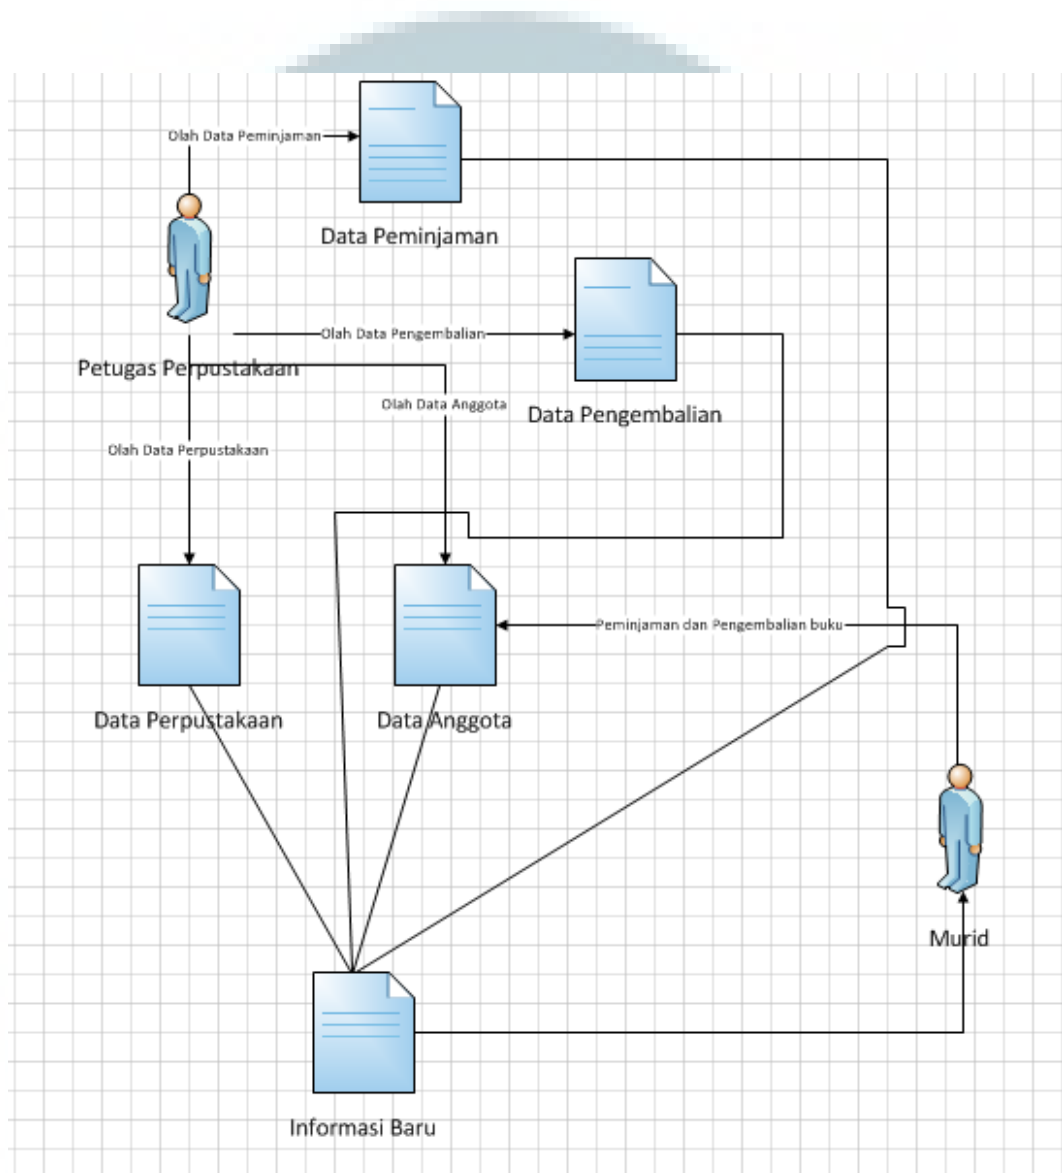 Olah Data Peminjaman
Data Peminjaman
Olah Data Pengembalian
Petugas Perpustakaan
Olah Data Anggota
Data Pengembalian
Olah Data Perpustakaan
Peminjaman dan Pengembalian buku
Data Perpustakaan
Data Anggota
Murid
Informasi Baru